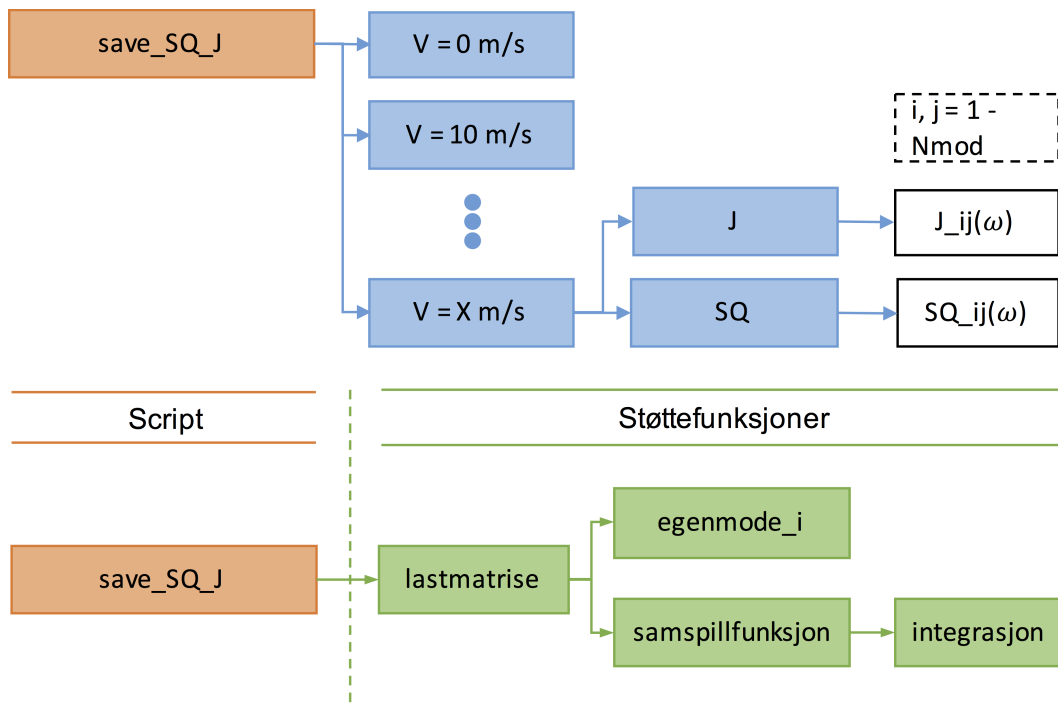 save_SQ_J
V = 0 m/s
V = 10 m/s
i, j = 1 -
Nmod
J
J_ij(ω)
V = X m/s
SQ
SQ_ij(ω)
Script
Støttefunksjoner
egenmode_i
save_SQ_J
lastmatrise
samspillfunksjon
integrasjon